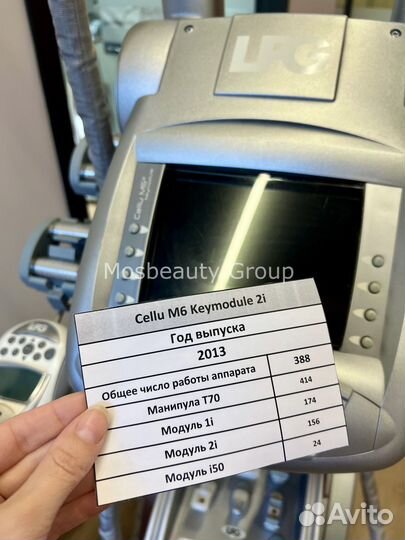 LPG
Cellu M6
Mosbeauty Group
LPG
Cellu M6 Keymodule 2i
Год выпуска
2013
Общее число работы аппарата 388
Манипула Т70 414
Модуль 1i 174
Модуль 2i 156
Модуль i50 24
Avito